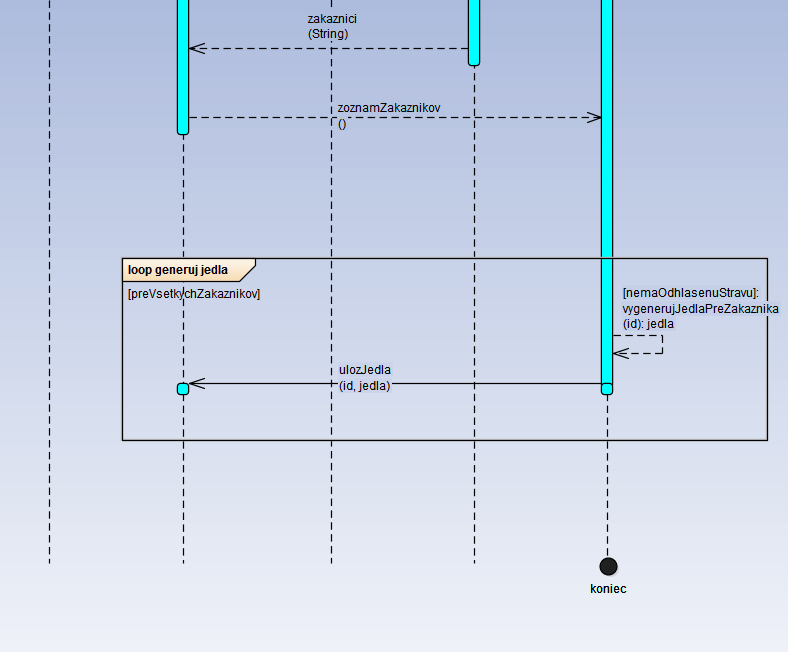 zakaznici
(String)
zoznamZakaznikov
()
loop generuj jedla
[preVsetkychZakaznikov]
[nemaOdhlasenuStravu]:
vygenerujJedlaPreZakaznika
(id): jedla
ulozJedla
(id, jedla)
koniec